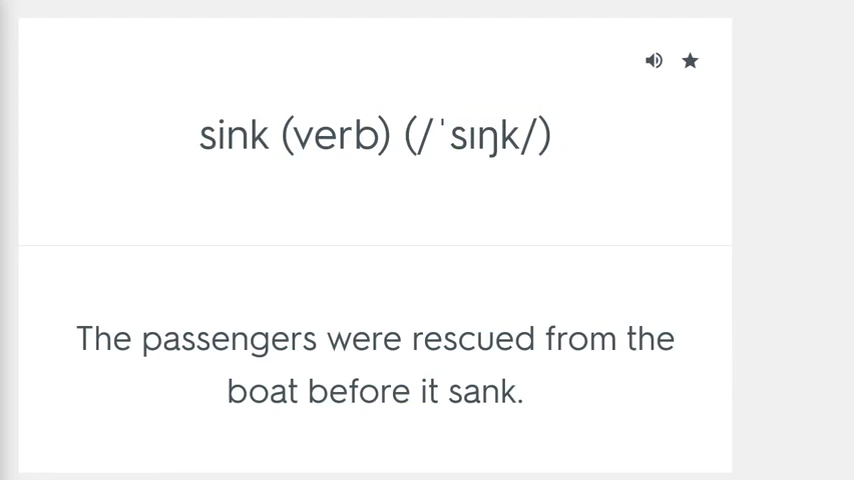 sink (verb) (/ˈsɪŋk/)
The passengers were rescued from the
boat before it sank.